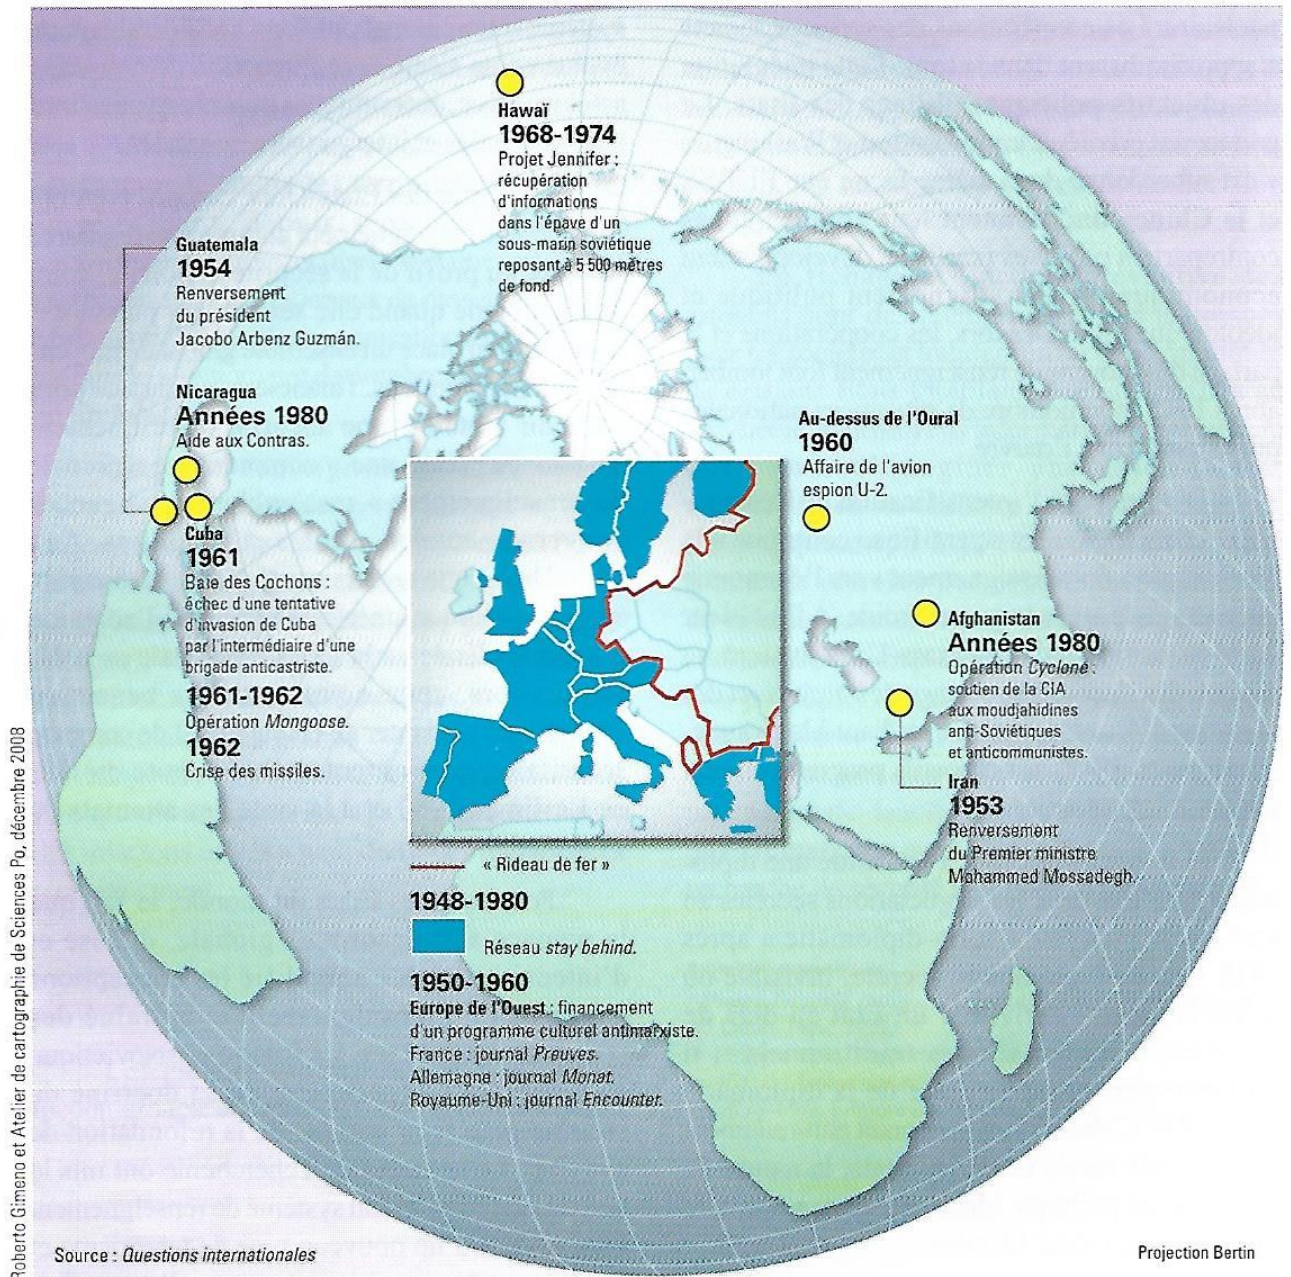 Hawaï
1968-1974
Projet Jennifer :
récupération
d'informations
dans l'épave d'un
sous-marin soviétique
reposant à 5 500 mètres
de fond.
Guatemala
1954
Renversement
du président
Jacobo Arbenz Guzmán.
Nicaragua
Années 1980
Aide aux Contras.
Cuba
1961
Baie des Cochons :
échec d'une tentative
d'invasion de Cuba
par l'intermédiaire d'une
brigade anticastriste.
1961-1962
Opération Mongoose.
1962
Crise des missiles.
Au-dessus de l'Oural
1960
Affaire de l'avion
espion U-2.
Afghanistan
Années 1980
Opération Cyclone :
soutien de la CIA
aux moudjahidines
anti-Soviétiques
et anticommunistes.
Iran
1953
Renversement
du Premier ministre
Mohammed Mossadegh.
« Rideau de fer »
1948-1980
Réseau stay behind.
1950-1960
Europe de l'Ouest : financement
d'un programme culturel antimarxiste.
France : journal Preuves.
Allemagne : journal Monat.
Royaume-Uni : journal Encounter.
Roberto Gimeno et Atelier de cartographie de Sciences Po, décembre 2008
Source : Questions internationales
Projection Bertin